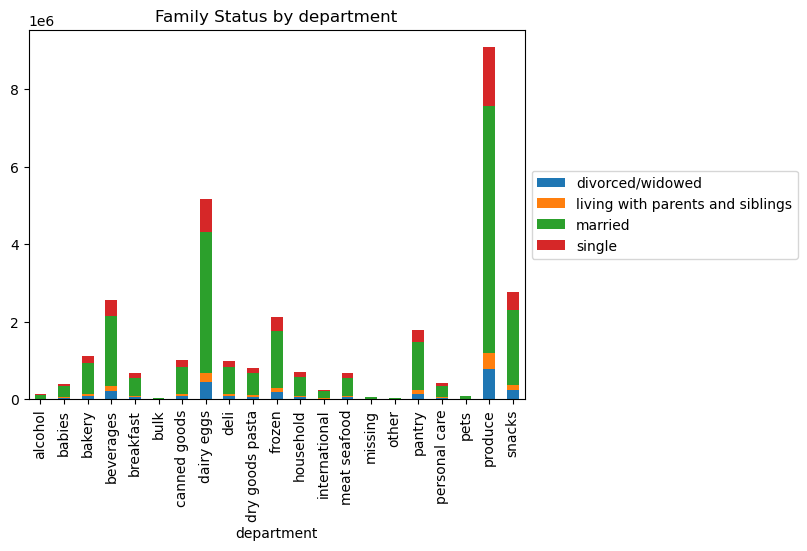 Family Status by department
1e6
8
6
4
2
0
alcohol
babies
bakery
beverages
breakfast
bulk
canned goods
dairy eggs
deli
dry goods pasta
frozen
household
international
meat seafood
missing
other
pantry
personal care
pets
produce
snacks
department
divorced/widowed
living with parents and siblings
married
single